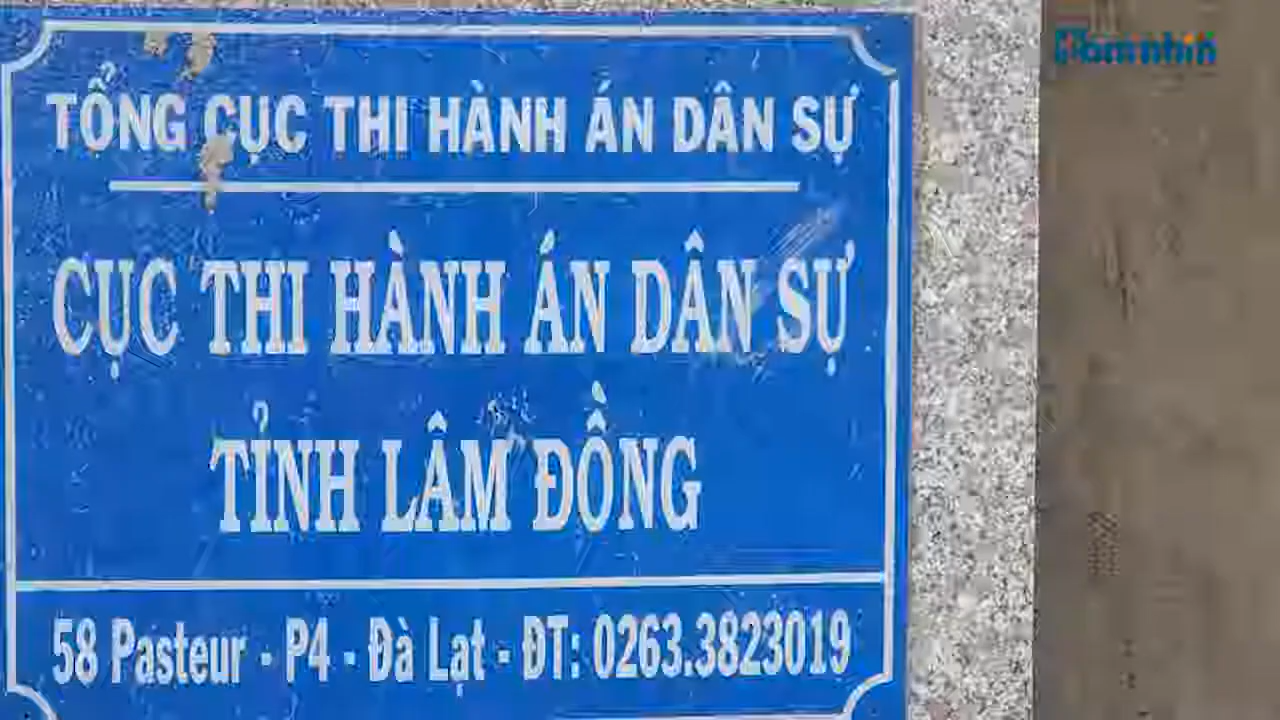 TỔNG CỤC THI HÀNH ÁN DÂN SỰ
CỤC THI HÀNH ÁN DÂN SỰ
TỈNH LÂM ĐỒNG
58 Pasteur - P4 - Đà Lạt - ĐT: 0263.3823019